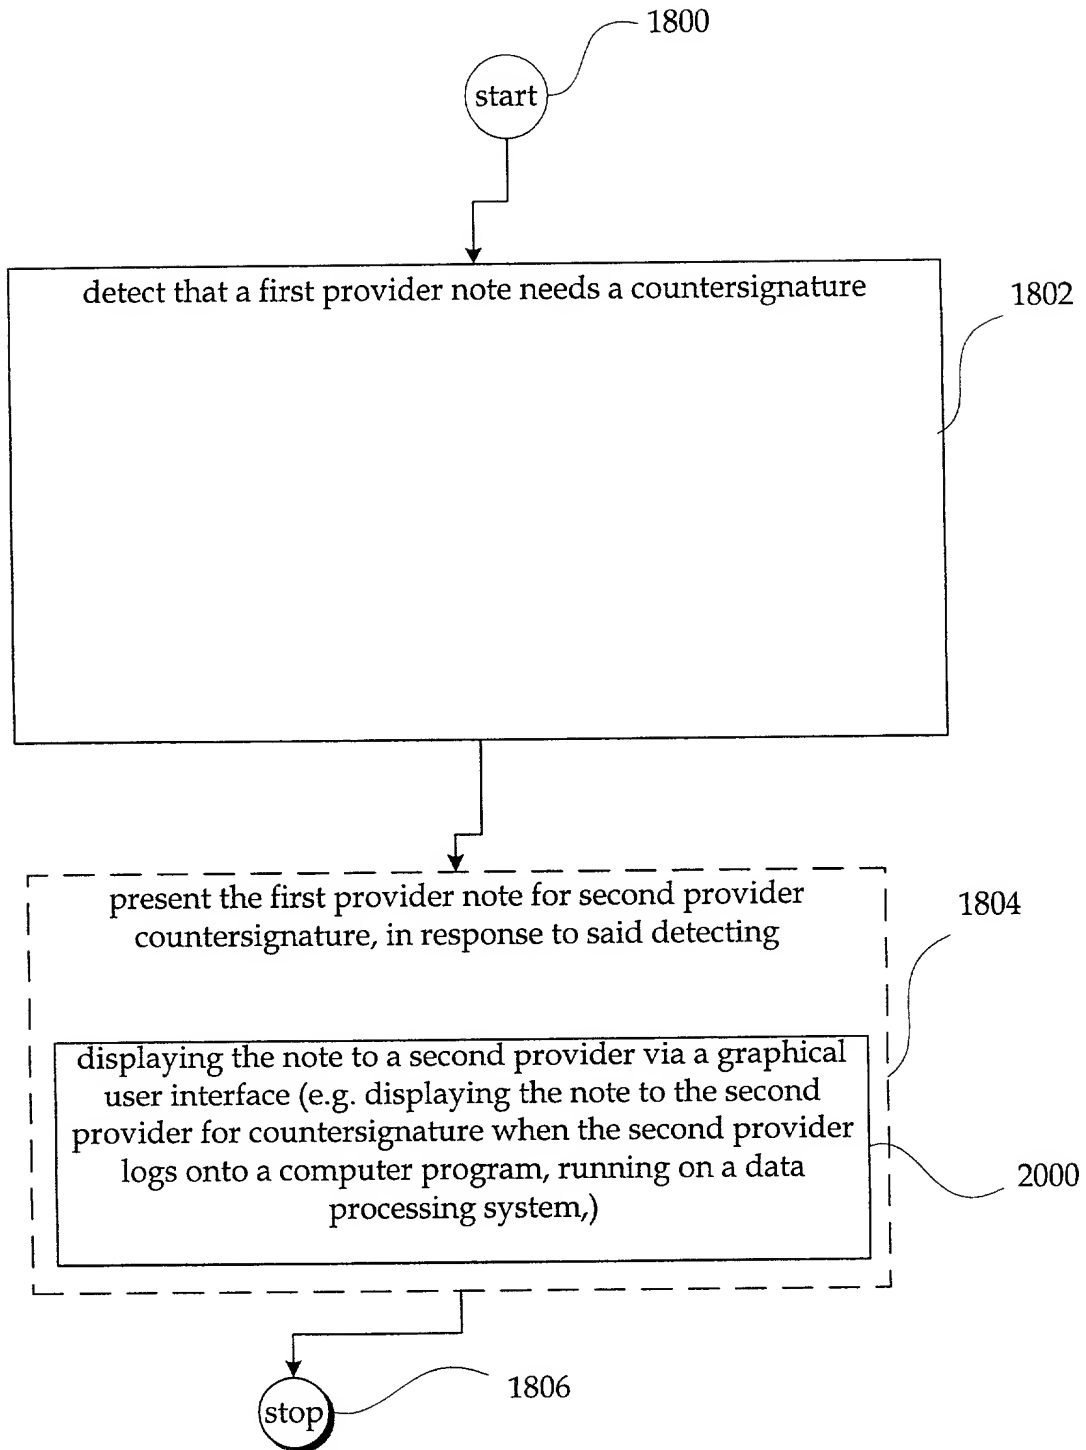 1800
start
detect that a first provider note needs a countersignature
1802
present the first provider note for second provider
countersignature, in response to said detecting
1804
displaying the note to a second provider via a graphical
user interface (e.g. displaying the note to the second
provider for countersignature when the second provider
logs onto a computer program, running on a data
processing system,)
2000
1806
stop